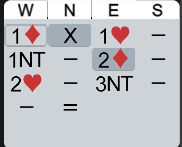 W N E S
1♦ X 1♥ –
1NT – 2♦ –
2♥ – 3NT –
– =